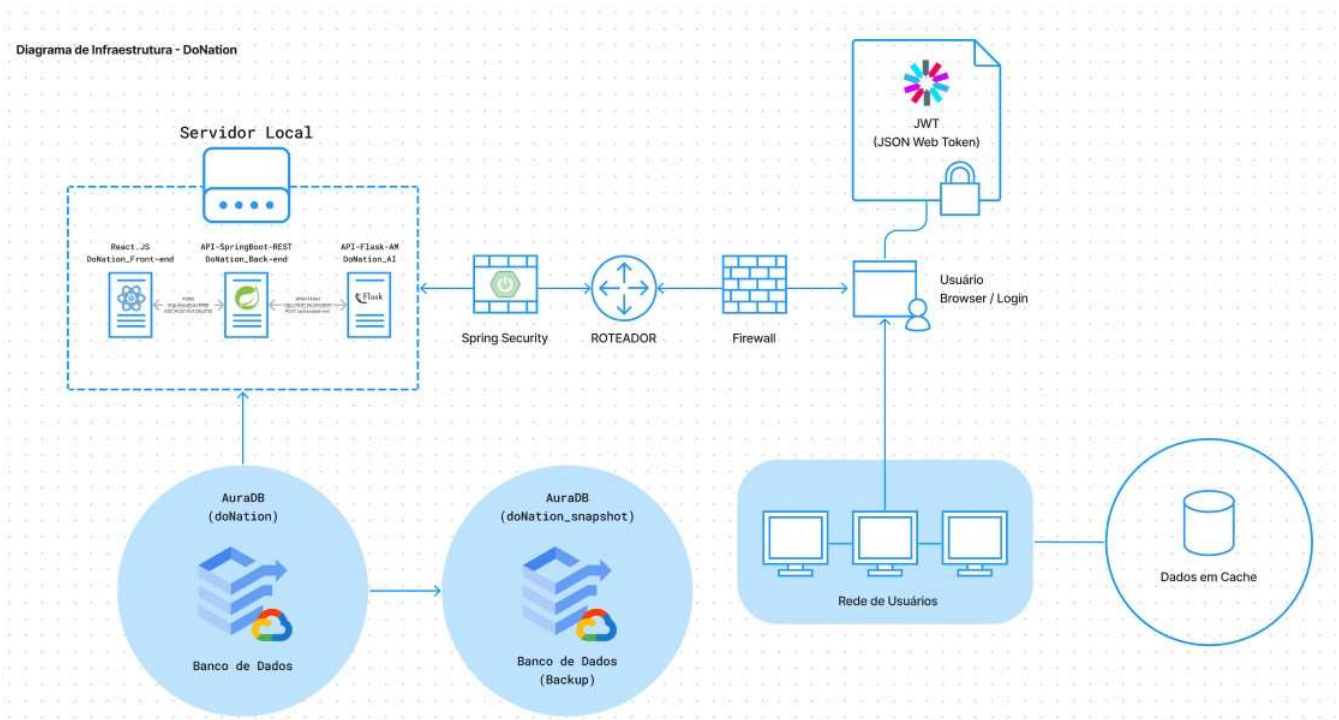 Diagrama de Infraestrutura - DoNation
JWT
(JSON Web Token)
Servidor Local
React.JS
DoNation_Front-end
API-SpringBoot-REST
DoNation_Back-end
API-Flask-AM
DoNation_AI
Flask
Spring Security
ROTEADOR
Firewall
Usuário
Browser / Login
AuraDB
(doNation)
Banco de Dados
AuraDB
(doNation_snapshot)
Banco de Dados
(Backup)
Rede de Usuários
Dados em Cache